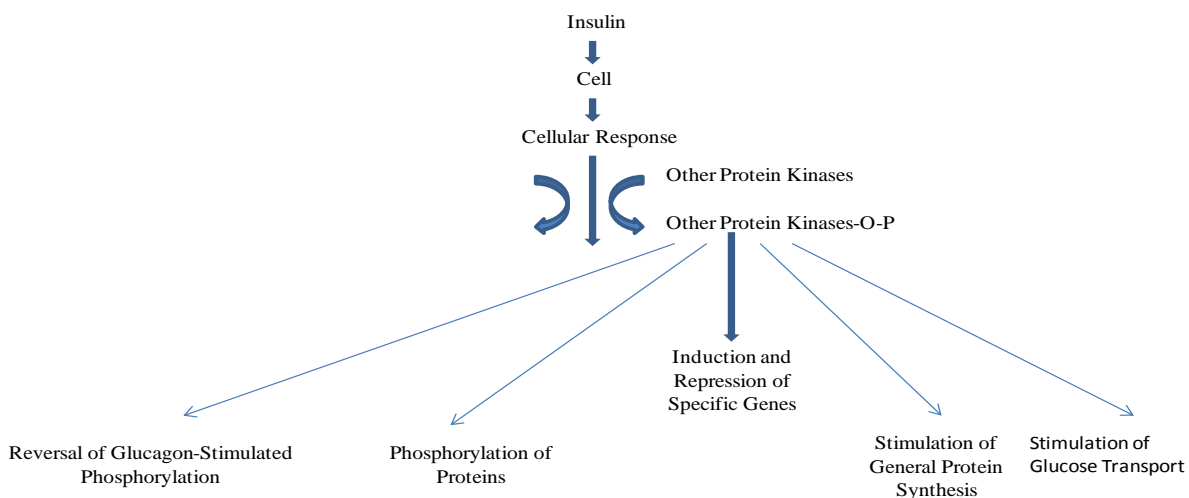 Insulin
Cell
Cellular Response
Other Protein Kinases
Other Protein Kinases-O-P
Induction and
Repression of
Specific Genes
Reversal of Glucagon-Stimulated
Phosphorylation
Phosphorylation of
Proteins
Stimulation of
General Protein
Synthesis
Stimulation of
Glucose Transport